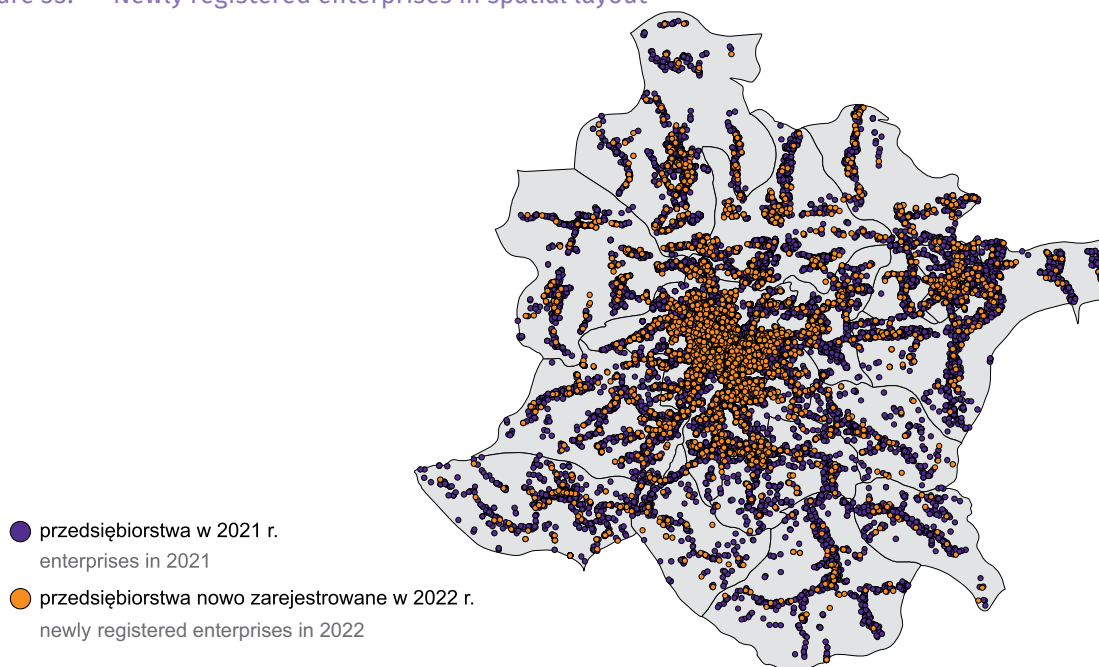 Newly registered enterprises in spatial layout
przedsiębiorstwa w 2021 r.
enterprises in 2021
przedsiębiorstwa nowo zarejestrowane w 2022 r.
newly registered enterprises in 2022